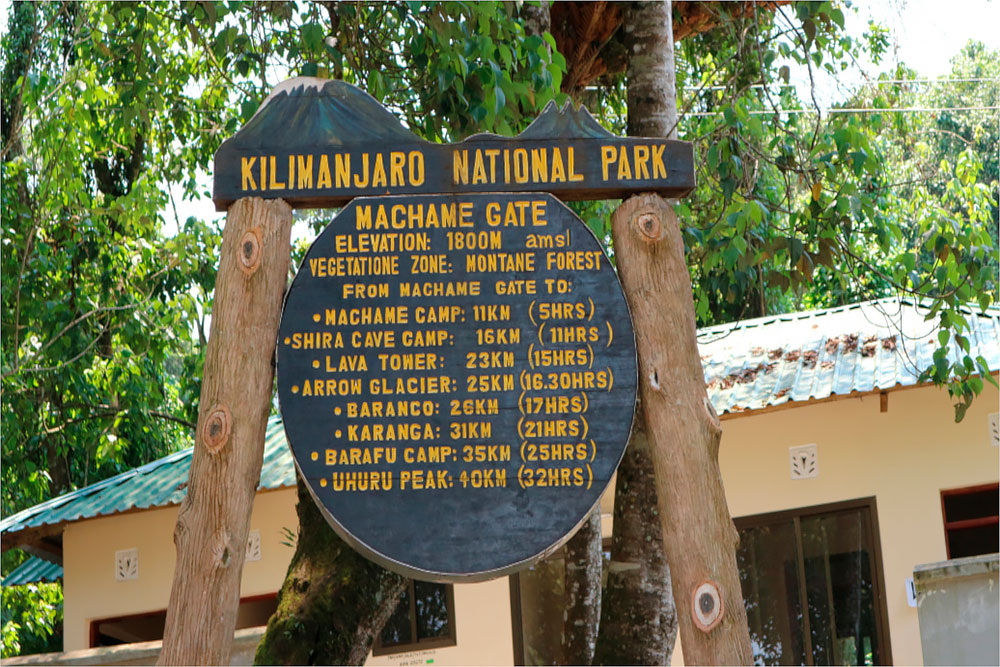 KILIMANJARO NATIONAL PARK
MACHAME GATE
ELEVATION: 1800M amsl
VEGETATIONE ZONE: MONTANE FOREST
FROM MACHAME GATE TO:
• MACHAME CAMP: 11KM (5HRS)
• SHIRA CAVE CAMP: 16KM (11HRS)
• LAVA TOWER: 23KM (15HRS)
• ARROW GLACIER: 25KM (16.30HRS)
• BARANCO: 26KM (17HRS)
• KARANGA: 31KM (21HRS)
• BARAFU CAMP: 35KM (25HRS)
• UHURU PEAK: 40KM (32HRS)